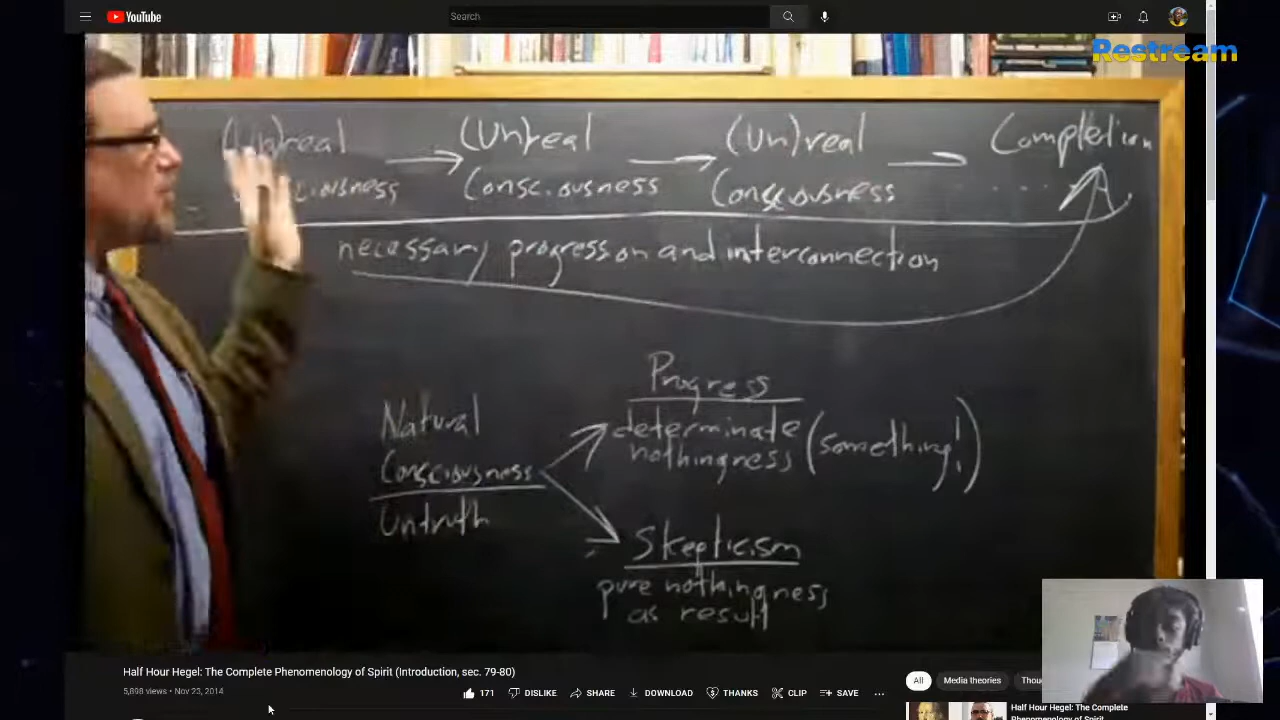 YouTube
Search
Restream
(Un)real (Un)real (Un)real Completion
Consciousness Consciousness Consciousness ....
necessary progression and interconnection
Progress
Natural determinate (something!)
Consciousness nothingness
Untruth
Skepticism
pure nothingness
as result
Half Hour Hegel: The Complete Phenomenology of Spirit (Introduction, sec. 79-80)
5,898 views • Nov 23, 2014
171 DISLIKE SHARE DOWNLOAD THANKS CLIP SAVE ...
All Media theories Thou
Half Hour Hegel: The Complete
Phenomenology of Spirit